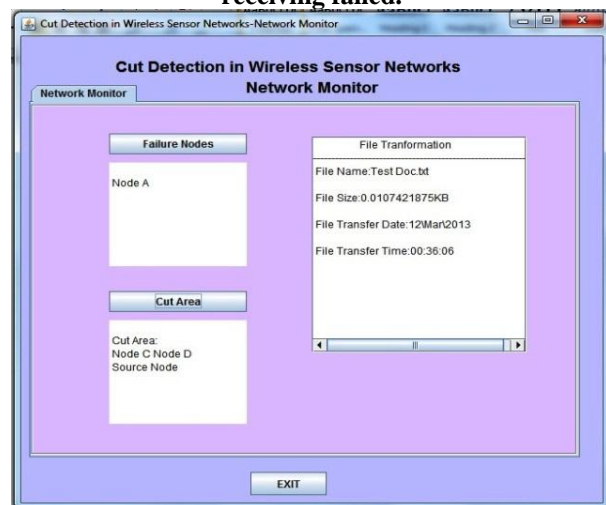 receiving failed.
Cut Detection in Wireless Sensor Networks-Network Monitor
Cut Detection in Wireless Sensor Networks
Network Monitor
Network Monitor
Failure Nodes
Node A
Cut Area
Cut Area:
Node C Node D
Source Node
File Tranformation
File Name:Test Doc.txt
File Size:0.0107421875KB
File Transfer Date:12\Mar\2013
File Transfer Time:00:36:06
EXIT